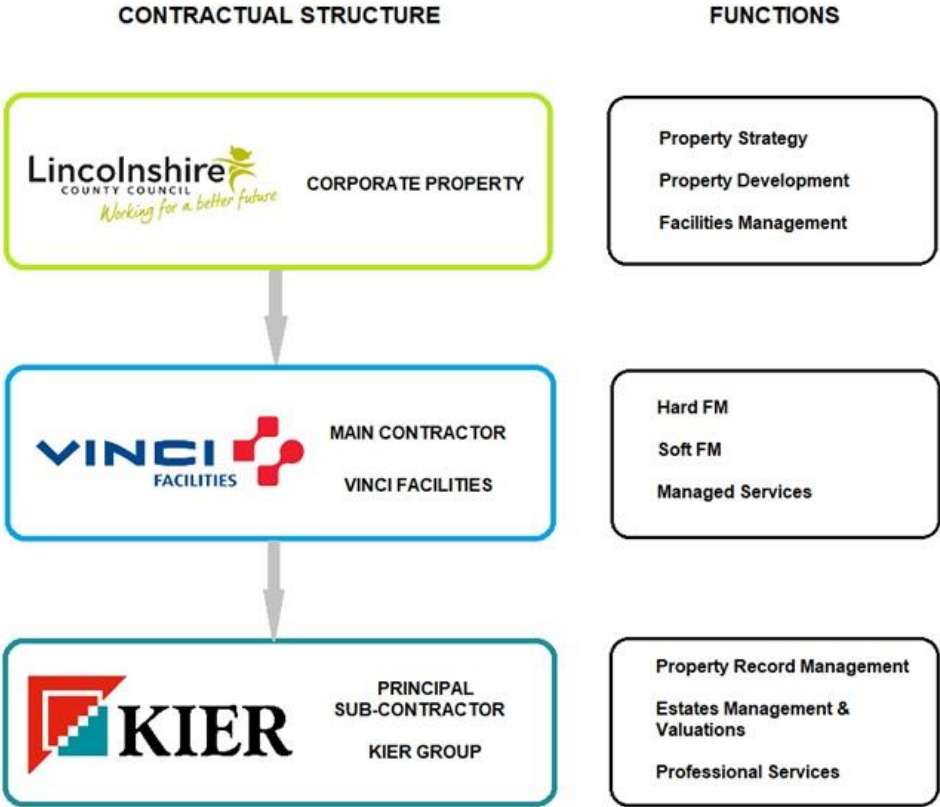 CONTRACTUAL STRUCTURE
FUNCTIONS
Lincolnshire
COUNTY COUNCIL
Working for a better future
CORPORATE PROPERTY
Property Strategy
Property Development
Facilities Management
VINCI
FACILITIES
MAIN CONTRACTOR
VINCI FACILITIES
Hard FM
Soft FM
Managed Services
KIER
PRINCIPAL
SUB-CONTRACTOR
KIER GROUP
Property Record Management
Estates Management &
Valuations
Professional Services